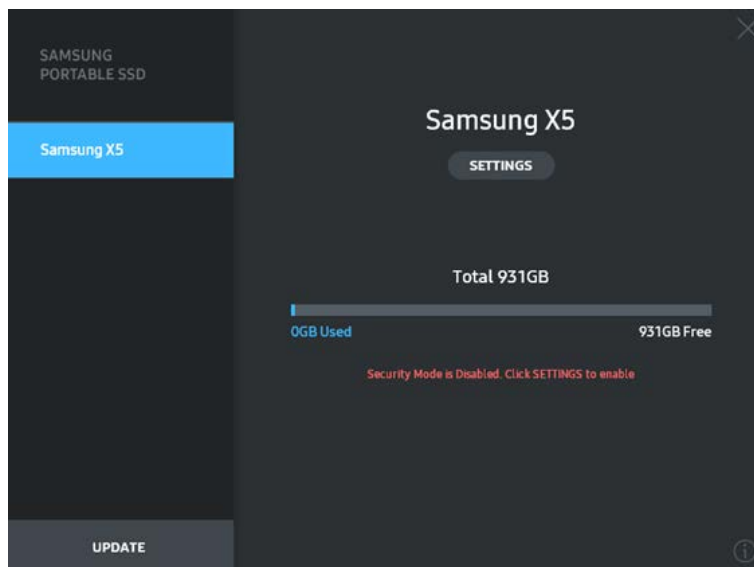 SAMSUNG
PORTABLE SSD
Samsung X5
UPDATE
Samsung X5
SETTINGS
Total 931GB
0GB Used 931GB Free
Security Mode is Disabled. Click SETTINGS to enable